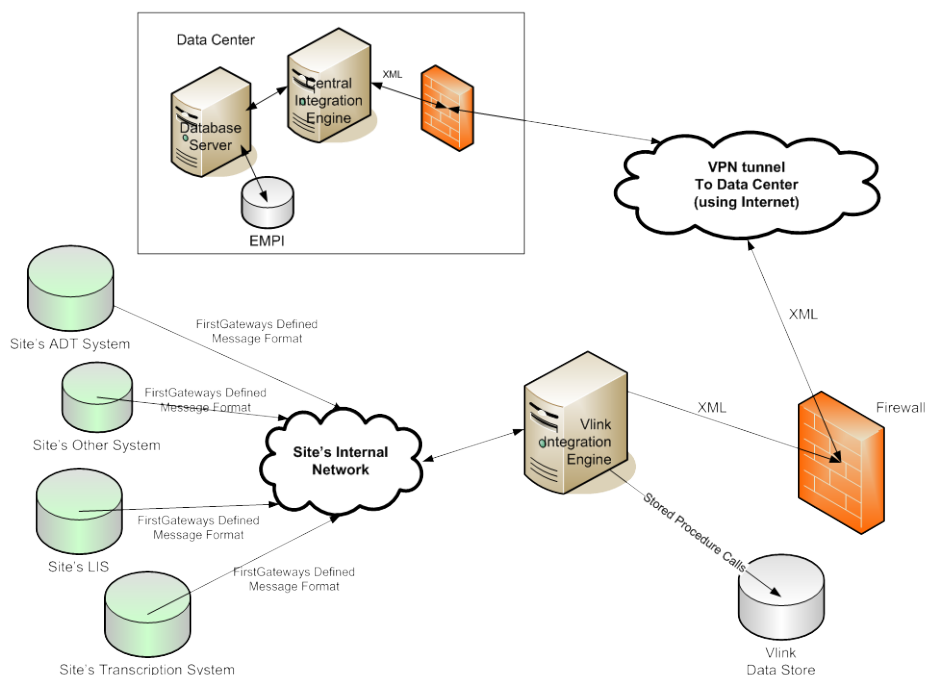 Data Center
XML
Central
Integration
Engine
Database
Server
EMPI
VPN tunnel
To Data Center
(using Internet)
XML
Site's ADT System
FirstGateways Defined
Message Format
Site's Other System
FirstGateways Defined
Message Format
Site's Internal
Network
Vlink
Integration
Engine
XML
Firewall
Site's LIS
FirstGateways Defined
Message Format
Stored Procedure Calls
Site's Transcription System
FirstGateways Defined
Message Format
Vlink
Data Store